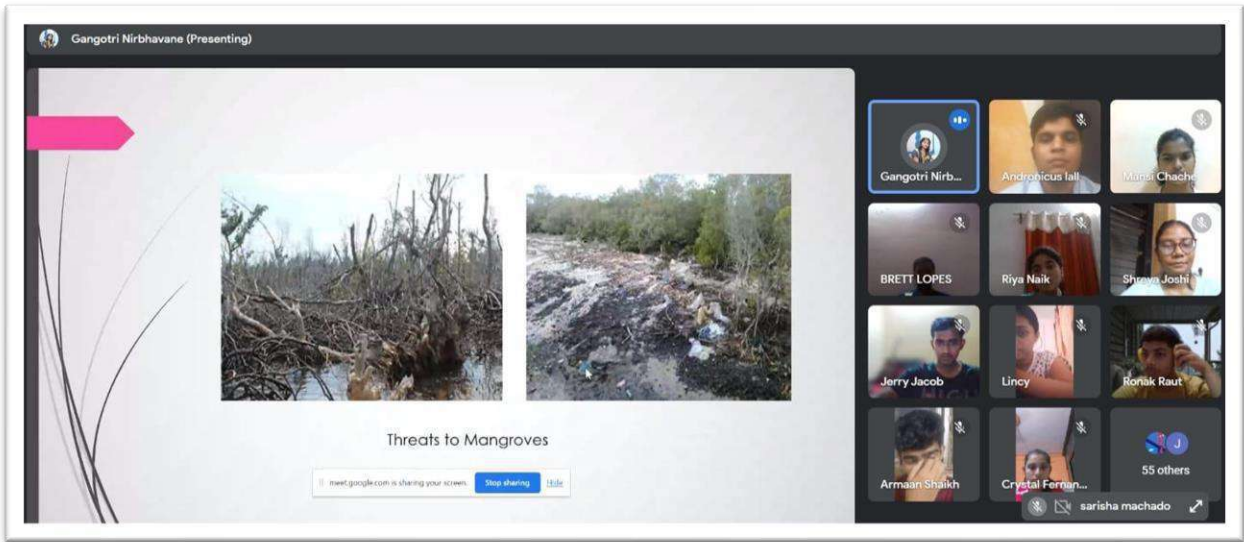 Gangotri Nirbhavane (Presenting)
Threats to Mangroves
meet.google.com is sharing your screen.
Stop sharing
Hide
Gangotri Nirb...
Andronicus lall
Mansi Chache
BRETT LOPES
Riya Naik
Shreya Joshi
Jerry Jacob
Lincy
Ronak Raut
Armaan Shaikh
Crystal Fernan...
J
55 others
sarisha machado